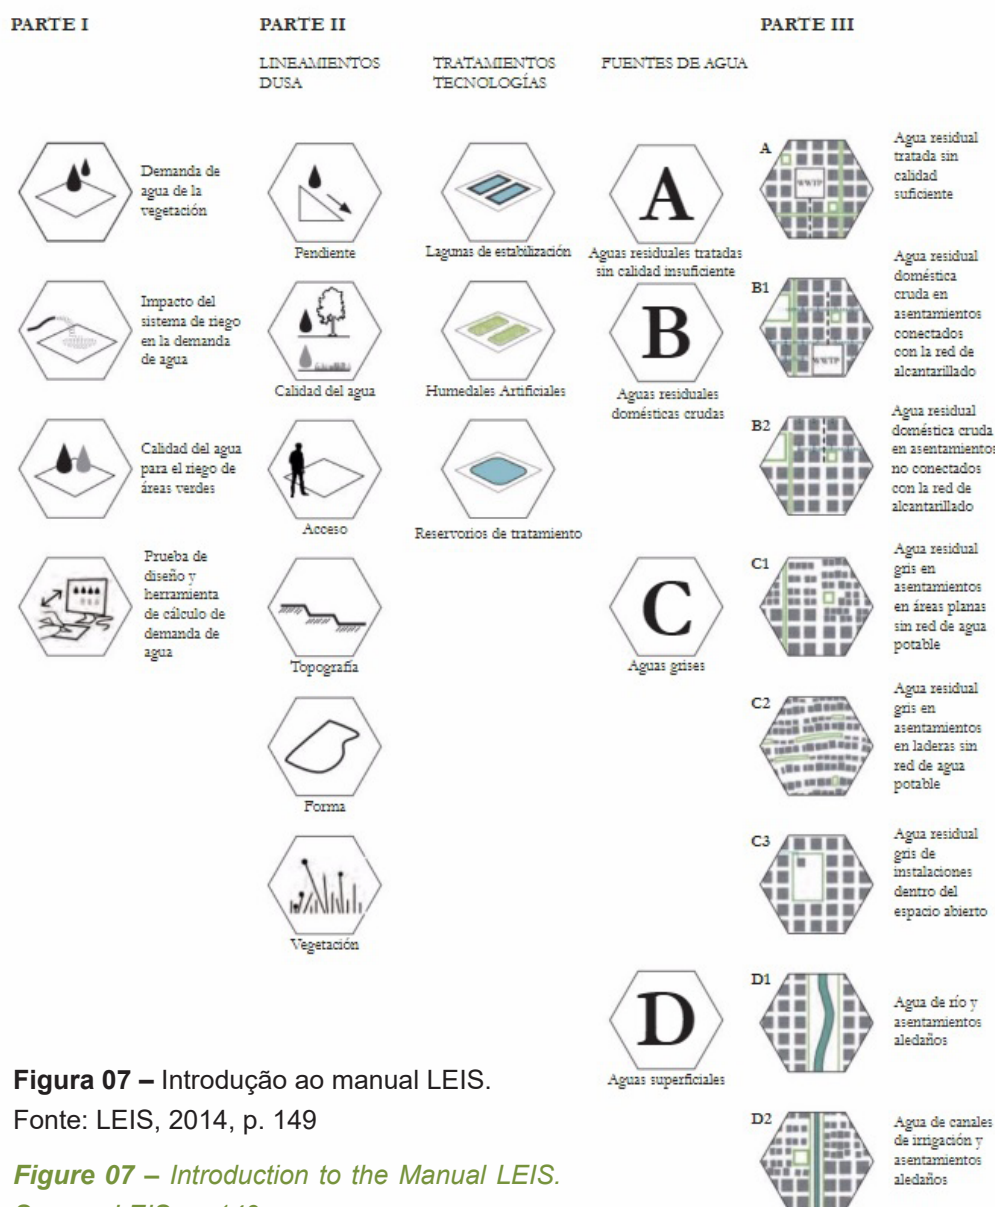 PARTE I
PARTE II
PARTE III
LINEAMIENTOS
DUSA
TRATAMIENTOS
TECNOLOGÍAS
FUENTES DE AGUA
Demanda de
agua de la
vegetación
Impacto del
sistema de riego
en la demanda
de agua
Calidad del agua
para el riego de
áreas verdes
Prueba de
diseño y
herramienta
de cálculo de
demanda de
agua
Pendiente
Calidad del agua
Acceso
Topografía
Forma
Vegetación
Lagunas de estabilización
Humedales Artificiales
Reservorios de tratamiento
A
Aguas residuales tratadas
sin calidad insuficiente
B
Aguas residuales
domésticas crudas
C
Aguas grises
D
Aguas superficiales
A
WWTP
Agua residual
tratada sin
calidad
suficiente
B1
WWTP
Agua residual
doméstica
cruda en
asentamientos
conectados
con la red de
alcantarillado
B2
Agua residual
doméstica cruda
en asentamientos
no conectados
con la red de
alcantarillado
C1
Agua residual
gris en
asentamientos
en áreas planas
sin red de agua
potable
C2
Agua residual
gris en
asentamientos
en laderas sin
red de agua
potable
C3
Agua residual
gris de
instalaciones
dentro del
espacio abierto
D1
Agua de río y
asentamientos
aledaños
D2
Agua de canales
de irrigación y
asentamientos
aledaños
Figura 07 – Introdução ao manual LEIS.
Fonte: LEIS, 2014, p. 149
Figure 07 – Introduction to the Manual LEIS.